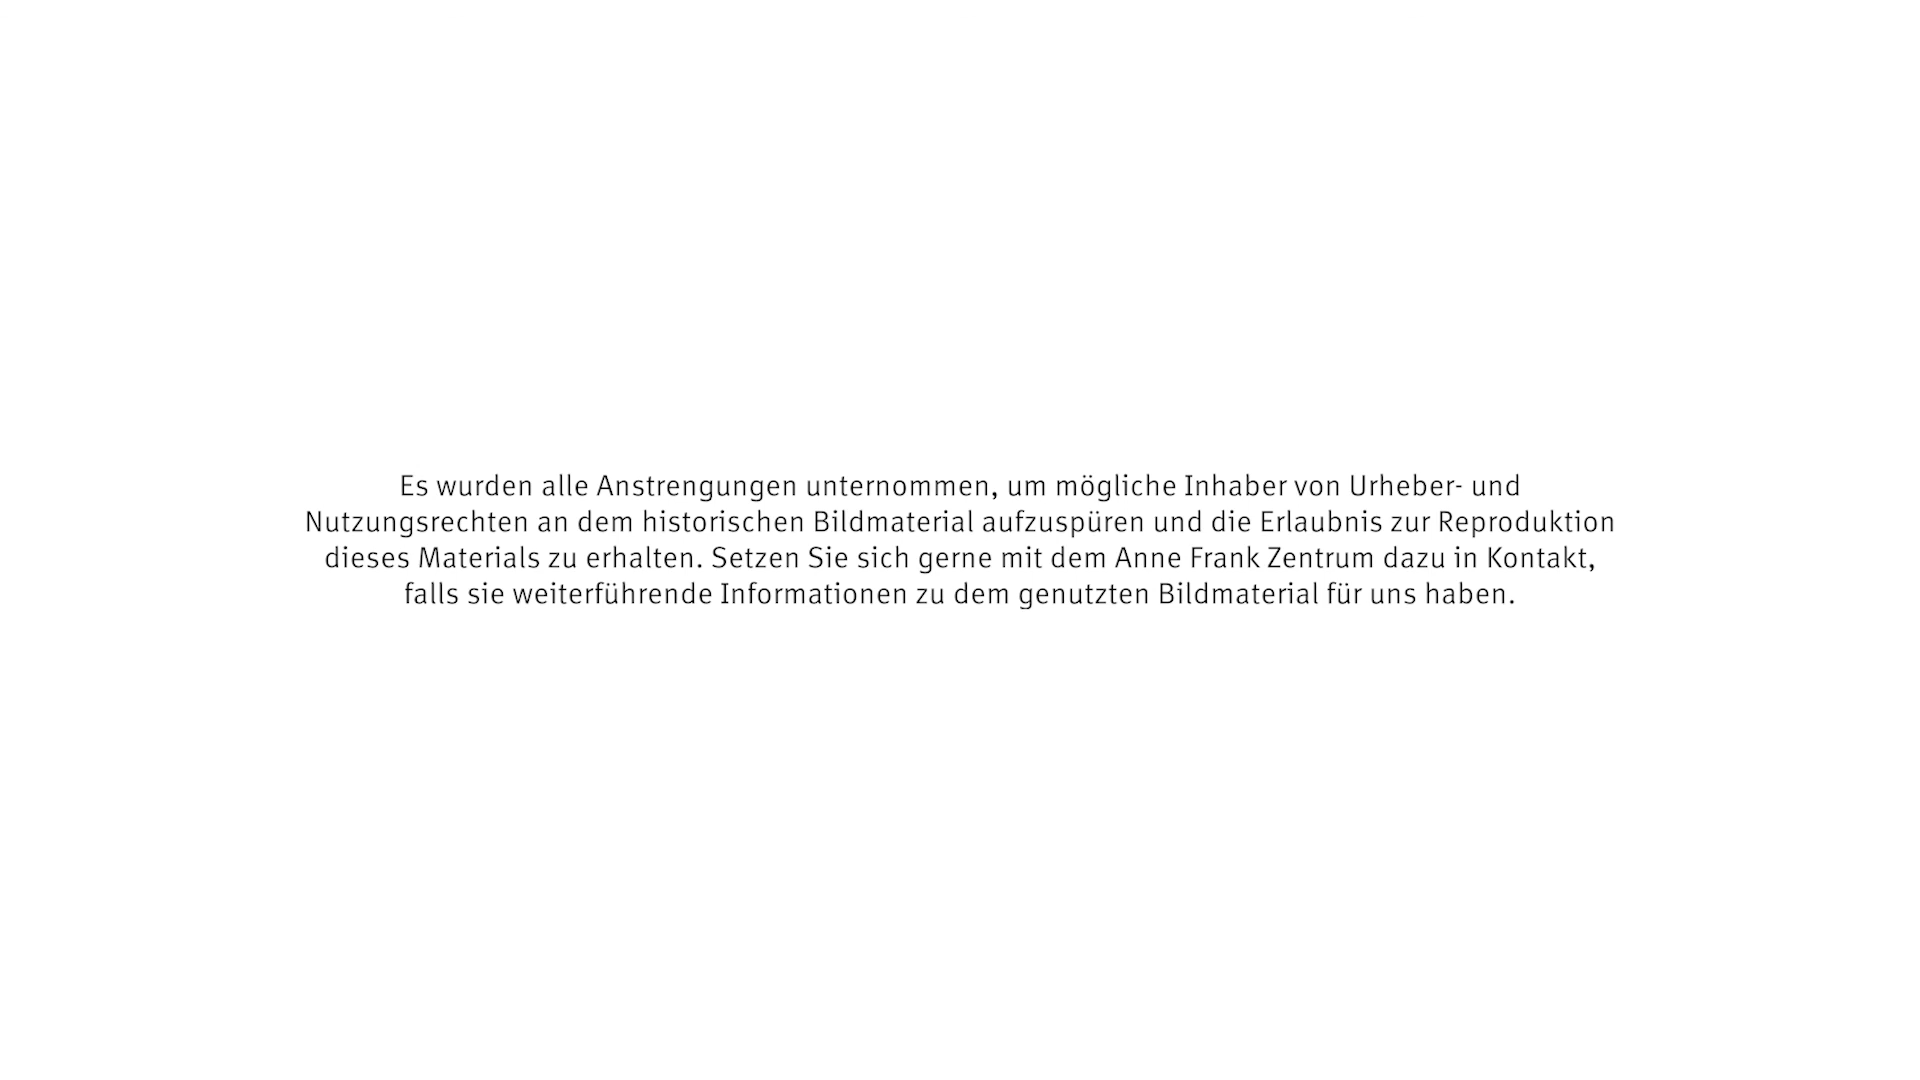 Es wurden alle Anstrengungen unternommen, um mögliche Inhaber von Urheber- und
Nutzungsrechten an dem historischen Bildmaterial aufzuspüren und die Erlaubnis zur Reproduktion
dieses Materials zu erhalten. Setzen Sie sich gerne mit dem Anne Frank Zentrum dazu in Kontakt,
falls sie weiterführende Informationen zu dem genutzten Bildmaterial für uns haben.